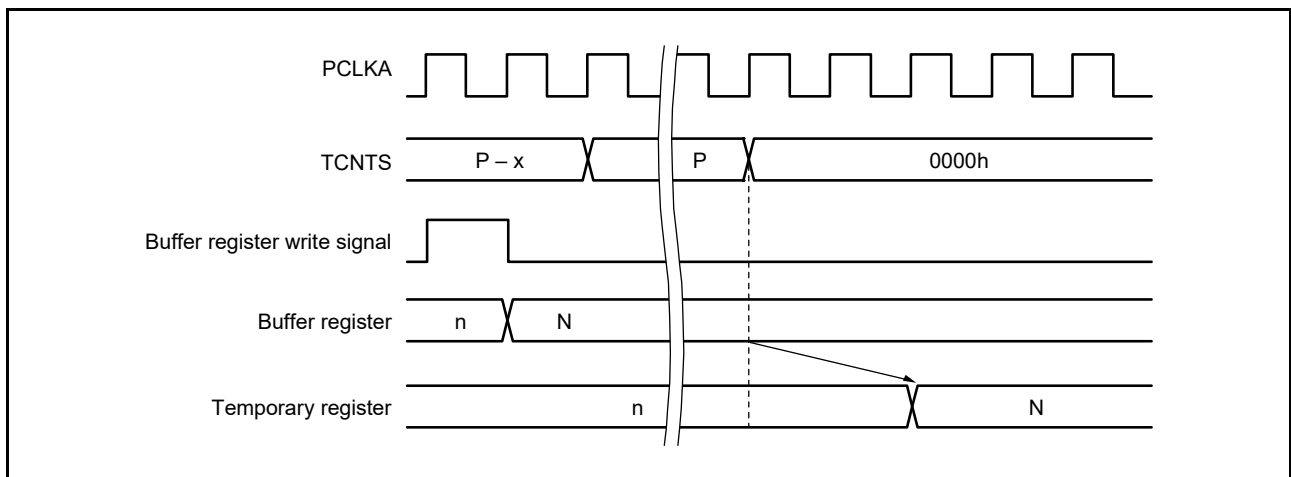 PCLKA
TCNTS P – x P 0000h
Buffer register write signal
Buffer register n N
Temporary register n N